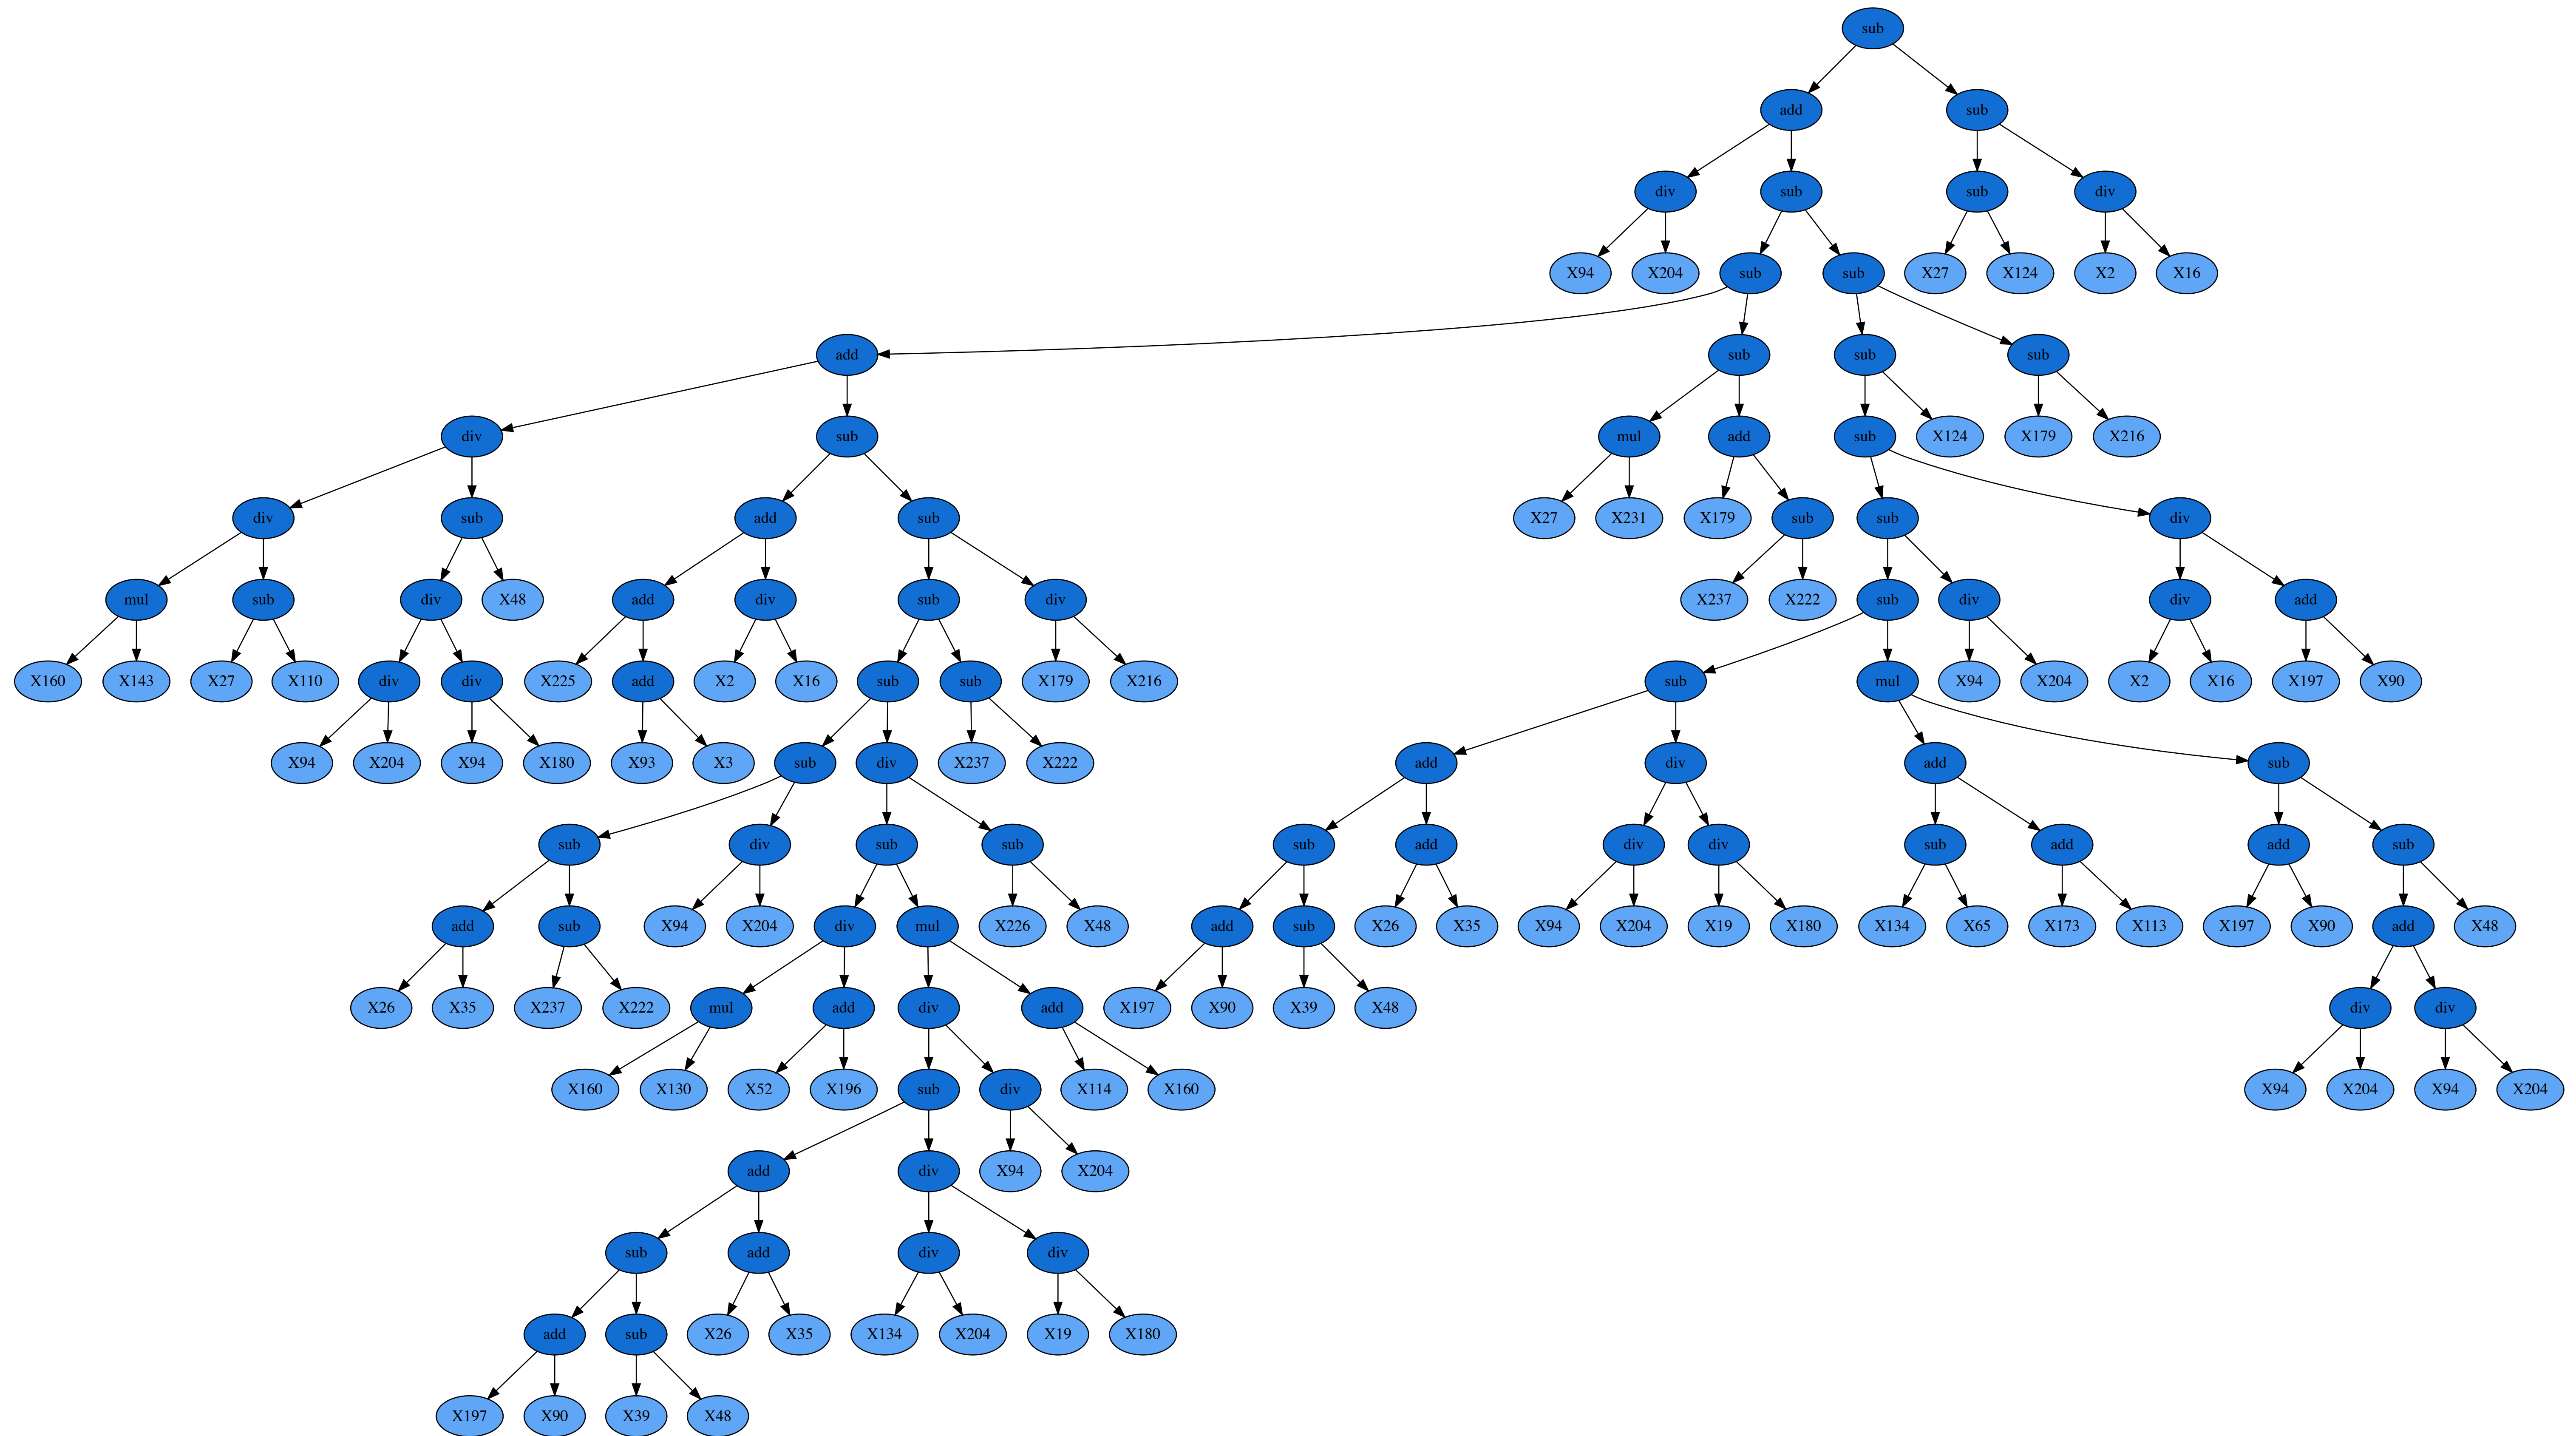 sub
add sub
div sub sub div
X94 X204 sub sub X27 X124 X2 X16
add sub sub sub
div sub mul add sub X124 X179 X216
div sub add sub X27 X231 X179 sub sub div
mul sub div X48 add div sub div X237 X222 sub div div add
X160 X143 X27 X110 div div X225 add X2 X16 sub sub X179 X216 sub mul X94 X204 X2 X16 X197 X90
X94 X204 X94 X180 X93 X3 sub div X237 X222 add div add sub
sub div sub sub sub add div div sub add add sub
add sub X94 X204 div mul X226 X48 add sub X26 X35 X94 X204 X19 X180 X134 X65 X173 X113 X197 X90 add X48
X26 X35 X237 X222 mul add div add X197 X90 X39 X48 div div
X160 X130 X52 X196 sub div X114 X160 X94 X204 X94 X204
add div X94 X204
sub add div div
add sub X26 X35 X134 X204 X19 X180
X197 X90 X39 X48